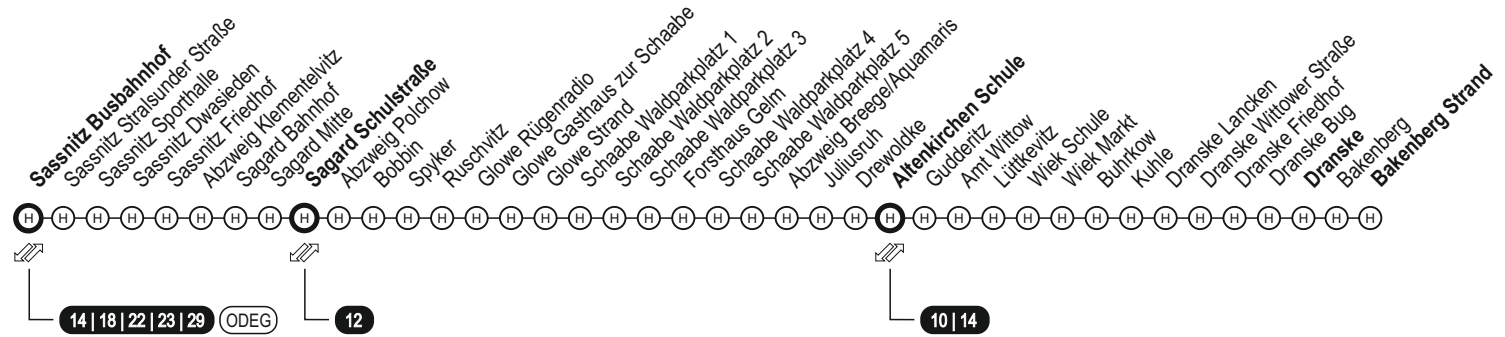 Sassnitz Busbahnhof
Sassnitz Stralsunder Straße
Sassnitz Sporthalle
Sassnitz Dwasieden
Sassnitz Friedhof
Abzweig Klementelvitz
Sagard Bahnhof
Sagard Mitte
Sagard Schulstraße
Abzweig Polchow
Bobbin
Spyker
Ruschvitz
Glowe Rügenradio
Glowe Gasthaus zur Schaabe
Glowe Strand
Schaabe Waldparkplatz 1
Schaabe Waldparkplatz 2
Schaabe Waldparkplatz 3
Forsthaus Gelm
Schaabe Waldparkplatz 4
Schaabe Waldparkplatz 5
Abzweig Breege/Aquamaris
Juliusruh
Drewoldke
Altenkirchen Schule
Gudderitz
Amt Wittow
Lüttkevitz
Wiek Schule
Wiek Markt
Buhrkow
Kuhle
Dranske Lancken
Dranske Wittower Straße
Dranske Friedhof
Dranske Bug
Dranske
Bakenberg
Bakenberg Strand
H H H H H H H H H H H H H H H H H H H H H H H H H H H H H H H H H H H H H H H H
14 | 18 | 22 | 23 | 29 ODEG
12
10 | 14